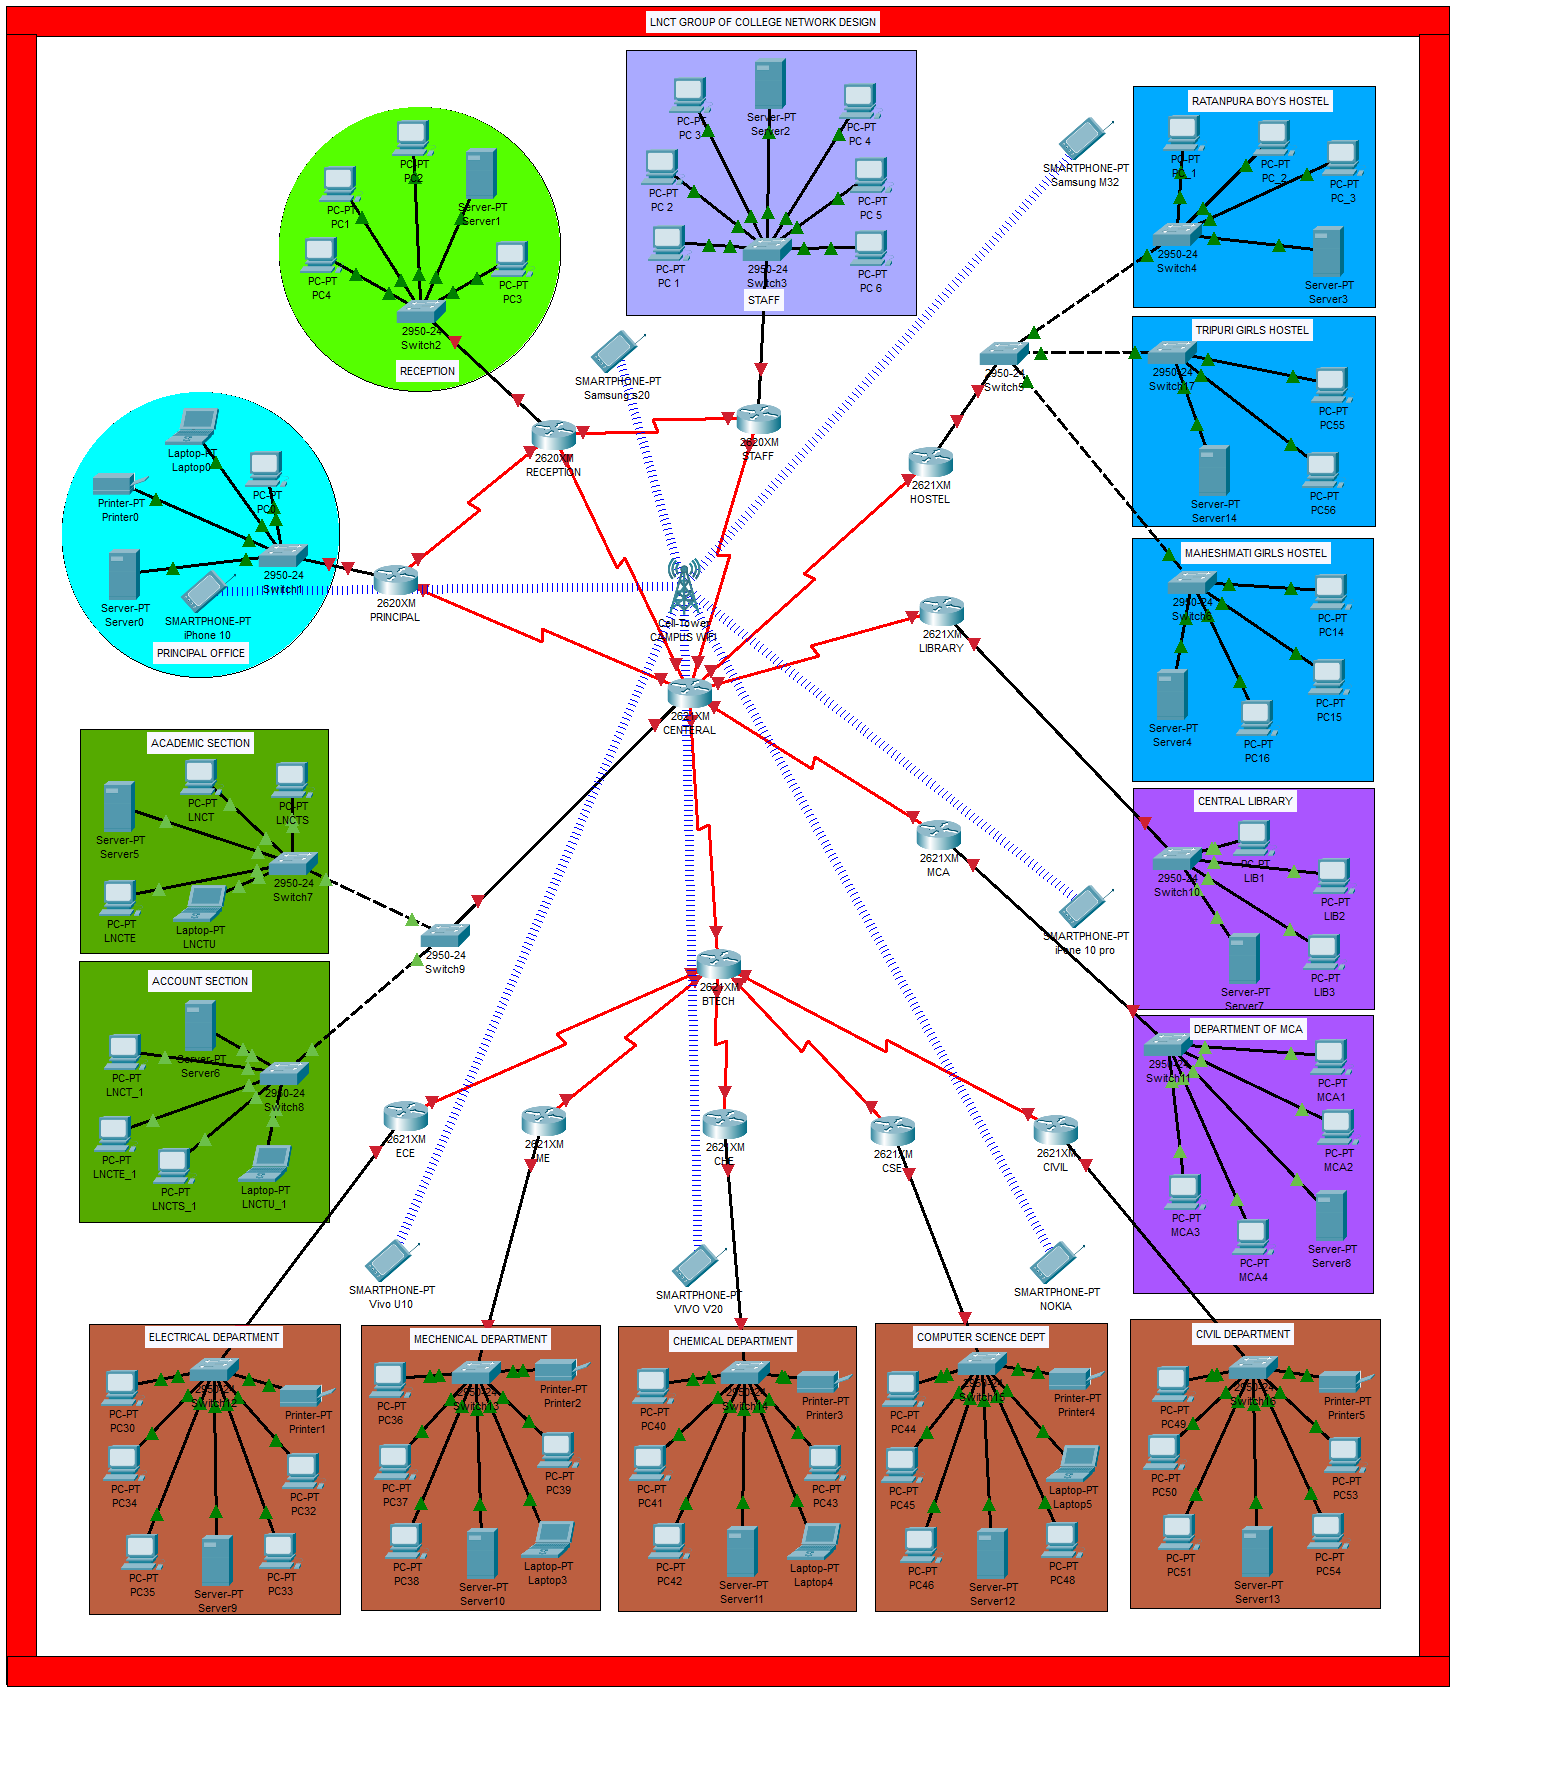 LNCT GROUP OF COLLEGE NETWORK DESIGN
PC-PT
PC2
PC-PT
PC1
Server-PT
Server1
PC-PT
PC4
PC-PT
PC3
2950-24
Switch2
RECEPTION
PC-PT
PC 3
Server-PT
Server2
PC-PT
PC 4
PC-PT
PC 2
PC-PT
PC 5
PC-PT
PC 1
PC-PT
PC 6
2950-24
Switch3
STAFF
SMARTPHONE-PT
Samsung M32
RATANPURA BOYS HOSTEL
PC-PT
PC_1
PC-PT
PC_2
PC-PT
PC_3
2950-24
Switch4
Server-PT
Server3
TRIPURI GIRLS HOSTEL
2950-24
Switch17
PC-PT
PC55
PC-PT
PC56
Server-PT
Server14
2950-24
SMARTPHONE-PT
Samsung s20
2620XM
RECEPTION
2620XM
STAFF
2621XM
HOSTEL
Laptop-PT
Laptop0
PC-PT
PC0
Printer-PT
Printer0
Server-PT
Server0
2950-24
Switch1
SMARTPHONE-PT
iPhone 10
PRINCIPAL OFFICE
2620XM
PRINCIPAL
Cell-Tower
CAMPUS WIFI
2621XM
LIBRARY
MAHESHMATI GIRLS HOSTEL
2950-24
PC-PT
PC14
PC-PT
PC15
Server-PT
Server4
PC-PT
PC16
2621XM
CENTERAL
ACADEMIC SECTION
PC-PT
LNCT
PC-PT
LNCTS
Server-PT
Server5
2950-24
Switch7
PC-PT
LNCTE
Laptop-PT
LNCTU
2950-24
Switch9
2621XM
MCA
CENTRAL LIBRARY
PC-PT
LIB1
2950-24
Switch10
PC-PT
LIB2
PC-PT
LIB3
Server-PT
Server7
SMARTPHONE-PT
iPone 10 pro
ACCOUNT SECTION
Server-PT
Server6
PC-PT
LNCT_1
2950-24
Switch8
PC-PT
LNCTE_1
PC-PT
LNCTS_1
Laptop-PT
LNCTU_1
2621XM
BTECH
DEPARTMENT OF MCA
2950-24
Switch11
PC-PT
MCA1
PC-PT
MCA2
PC-PT
MCA3
PC-PT
MCA4
Server-PT
Server8
2621XM
ECE
2621XM
ME
2621XM
CHE
2621XM
CSE
2621XM
CIVIL
SMARTPHONE-PT
Vivo U10
SMARTPHONE-PT
VIVO V20
SMARTPHONE-PT
NOKIA
ELECTRICAL DEPARTMENT
2950-24
Switch12
PC-PT
PC30
Printer-PT
Printer1
PC-PT
PC34
PC-PT
PC32
PC-PT
PC35
Server-PT
Server9
PC-PT
PC33
MECHENICAL DEPARTMENT
2950-24
Switch13
PC-PT
PC36
Printer-PT
Printer2
PC-PT
PC37
PC-PT
PC39
PC-PT
PC38
Server-PT
Server10
Laptop-PT
Laptop3
CHEMICAL DEPARTMENT
2950-24
Switch14
PC-PT
PC40
Printer-PT
Printer3
PC-PT
PC41
PC-PT
PC43
PC-PT
PC42
Server-PT
Server11
Laptop-PT
Laptop4
COMPUTER SCIENCE DEPT
2950-24
Switch15
PC-PT
PC44
Printer-PT
Printer4
PC-PT
PC45
Laptop-PT
Laptop5
PC-PT
PC46
Server-PT
Server12
PC-PT
PC48
CIVIL DEPARTMENT
2950-24
Switch16
PC-PT
PC49
Printer-PT
Printer5
PC-PT
PC50
PC-PT
PC53
PC-PT
PC51
Server-PT
Server13
PC-PT
PC54